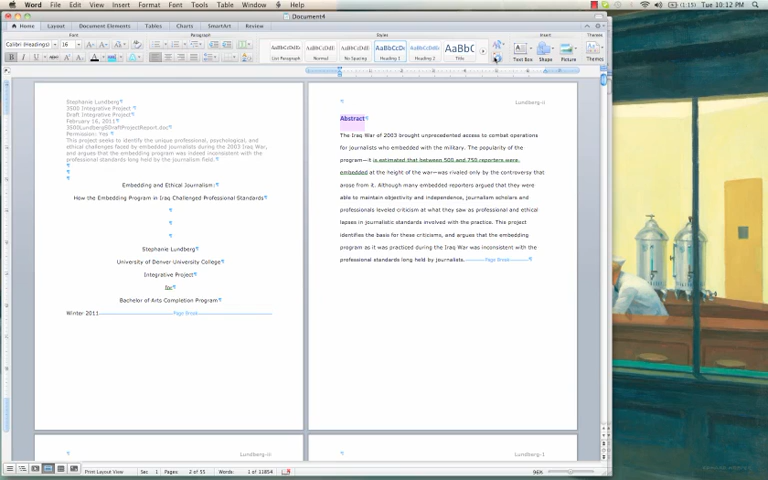 Word File Edit View Insert Format Font Tools Table Window Help
(1:15) Tue 10:12 PM
Document4
Home Layout Document Elements Tables Charts SmartArt Review
Font Paragraph Styles Insert Themes
Calibri (Headings) 16
AaBbCcDdE AaBbCcDdE AaBbCcDdE AaBbCcDc AaBbCcDdE AaBbC
List Paragraph Normal No Spacing Heading 1 Heading 2 Title Text Box Shape Picture Themes
Stephanie Lundberg
3500 Integrative Project
Draft Integrative Project
February 16, 2011
3500LundbergSDraftProjectReport.doc
Permission: Yes
This project seeks to identify the unique professional, psychological, and
ethical challenges faced by embedded journalists during the 2003 Iraq War,
and argues that the embedding program was indeed inconsistent with the
professional standards long held by the journalism field.
Embedding and Ethical Journalism:
How the Embedding Program in Iraq Challenged Professional Standards
Stephanie Lundberg
University of Denver University College
Integrative Project
for
Bachelor of Arts Completion Program
Winter 2011 Page Break
Lundberg-ii
Abstract
The Iraq War of 2003 brought unprecedented access to combat operations
for journalists who embedded with the military. The popularity of the
program—it is estimated that between 500 and 750 reporters were
embedded at the height of the war—was rivaled only by the controversy that
arose from it. Although many embedded reporters argued that they were
able to maintain objectivity and independence, journalism scholars and
professionals leveled criticism at what they saw as professional and ethical
lapses in journalistic standards involved with the practice. This project
identifies the basis for these criticisms, and argues that the embedding
program as it was practiced during the Iraq War was inconsistent with the
professional standards long held by journalists. Page Break
Lundberg-iii
Lundberg-1
Print Layout View Sec 1 Pages: 2 of 55 Words: 1 of 11854 96%